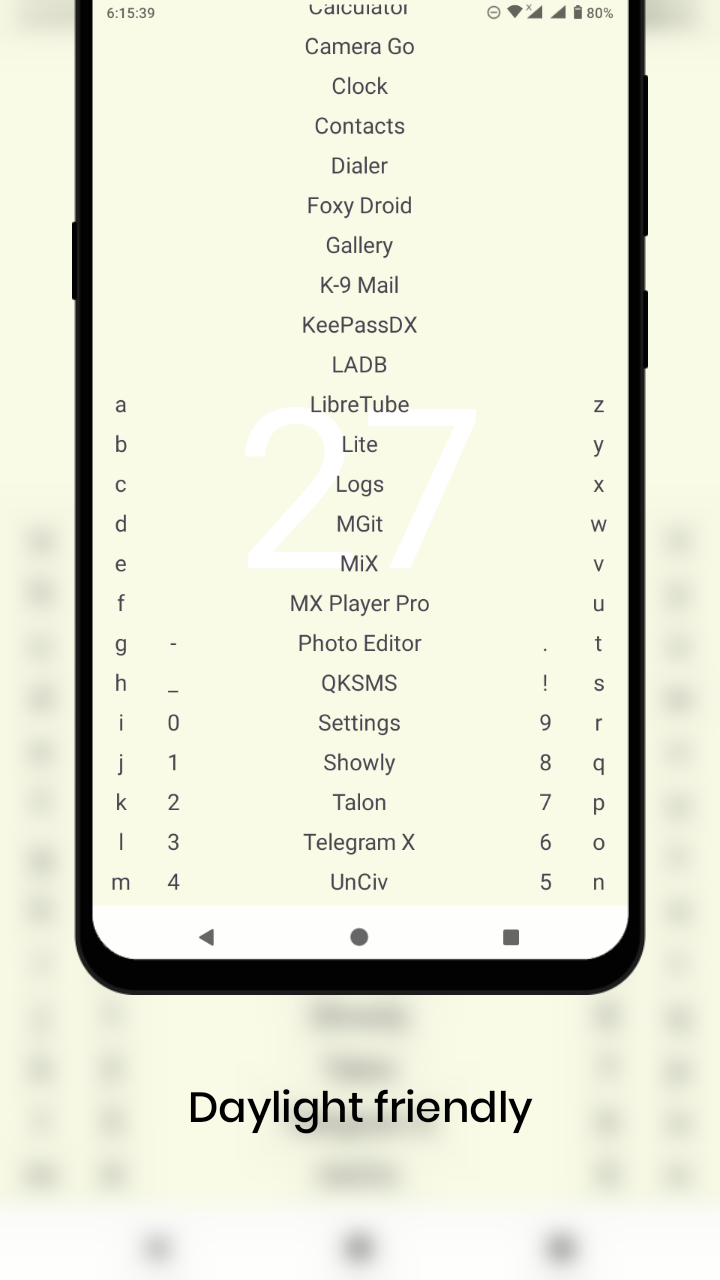 6:15:39 80%
Calculator
Camera Go
Clock
Contacts
Dialer
Foxy Droid
Gallery
K-9 Mail
KeePassDX
LADB
a LibreTube z
27
b Lite y
c Logs x
d MGit w
e MiX v
f MX Player Pro u
g - Photo Editor . t
h _ QKSMS ! s
i 0 Settings 9 r
j 1 Showly 8 q
k 2 Talon 7 p
l 3 Telegram X 6 o
m 4 UnCiv 5 n
Daylight friendly